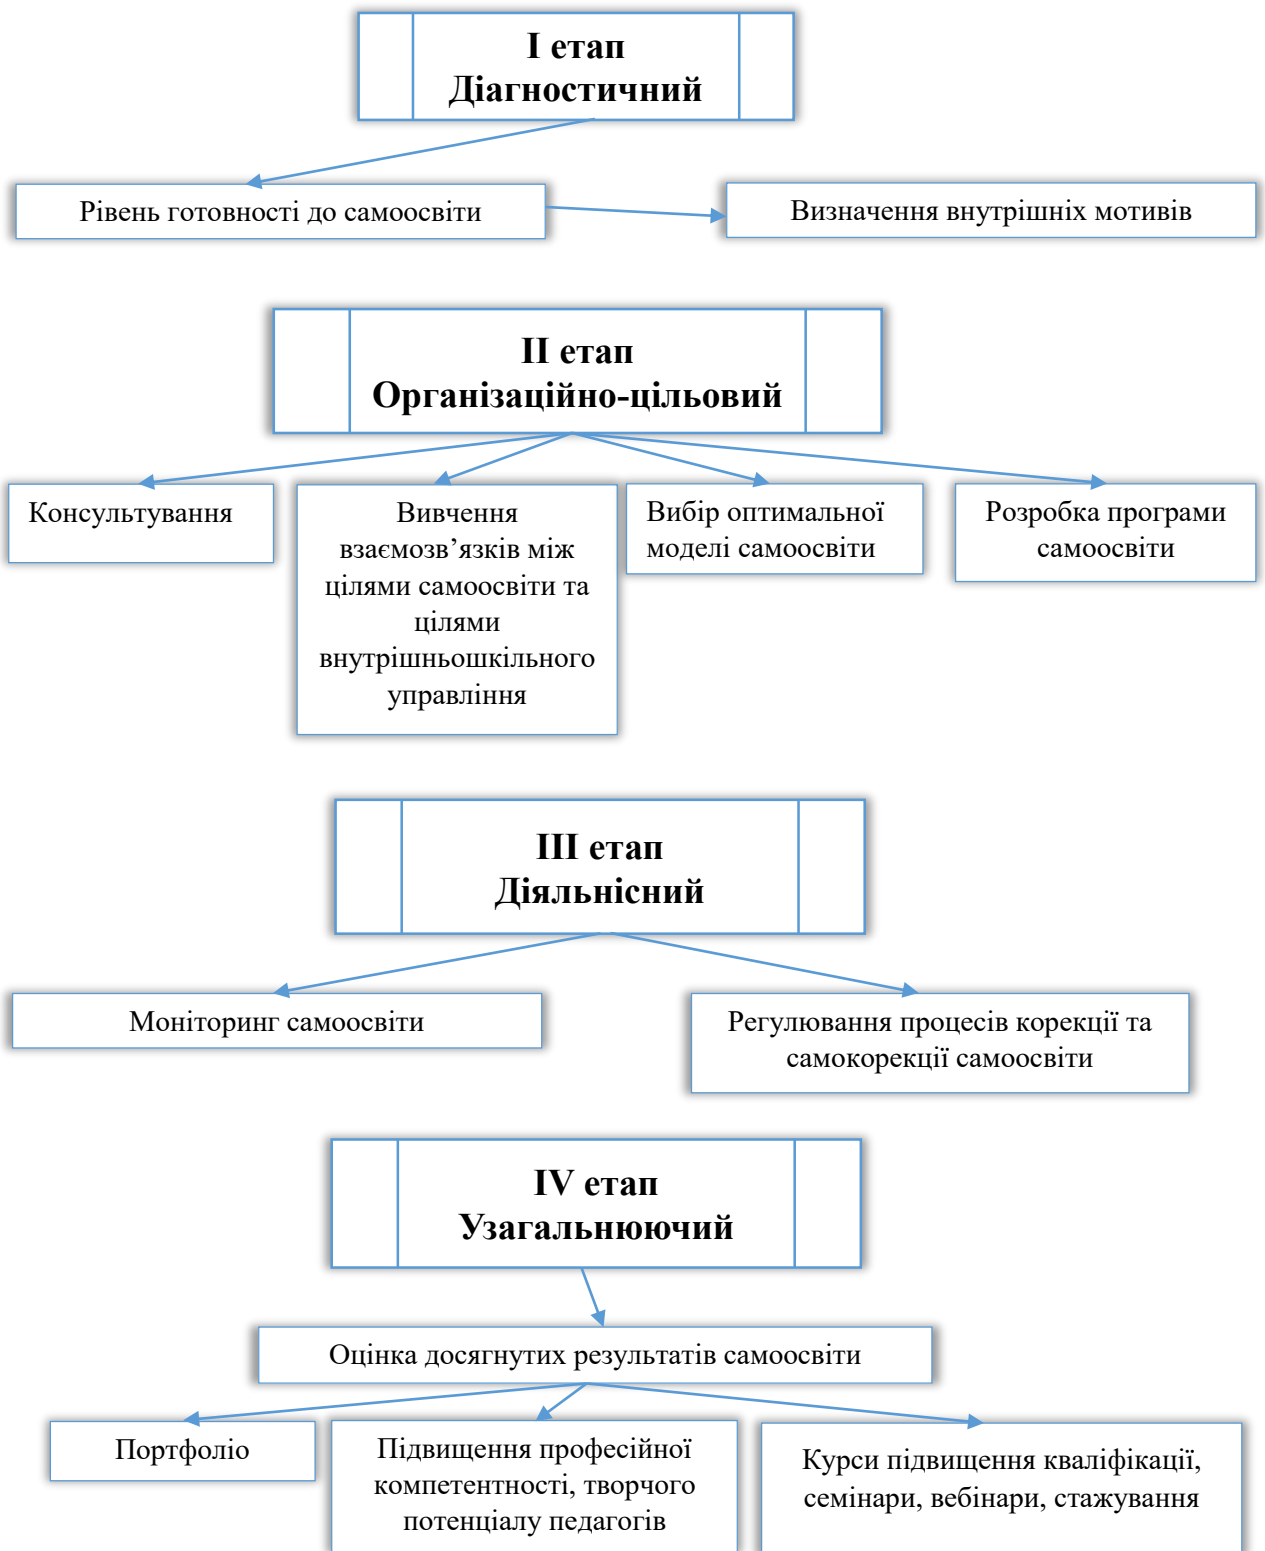 I етап
Діагностичний
Рівень готовності до самоосвіти
Визначення внутрішніх мотивів
II етап
Організаційно-цільовий
Консультування
Вивчення
взаємозв’язків між
цілями самоосвіти та
цілями
внутрішньошкільного
управління
Вибір оптимальної
моделі самоосвіти
Розробка програми
самоосвіти
III етап
Діяльнісний
Моніторинг самоосвіти
Регулювання процесів корекції та
самокорекції самоосвіти
IV етап
Узагальнюючий
Оцінка досягнутих результатів самоосвіти
Портфоліо
Підвищення професійної
компетентності, творчого
потенціалу педагогів
Курси підвищення кваліфікації,
семінари, вебінари, стажування